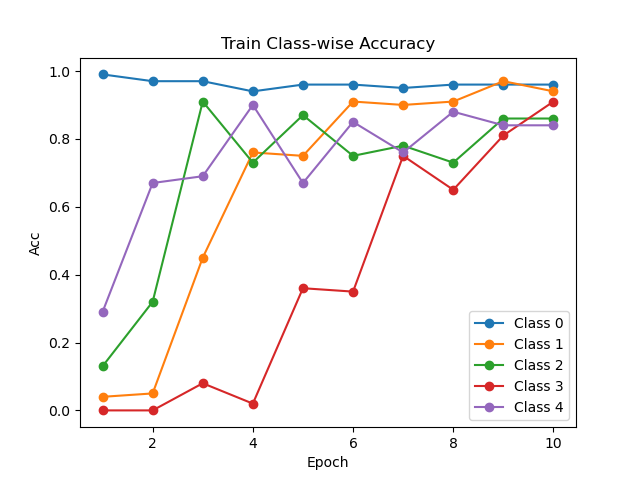 Train Class-wise Accuracy
1.0
0.8
0.6
0.4
0.2
0.0
Acc
2
4
6
8
10
Epoch
Class 0
Class 1
Class 2
Class 3
Class 4